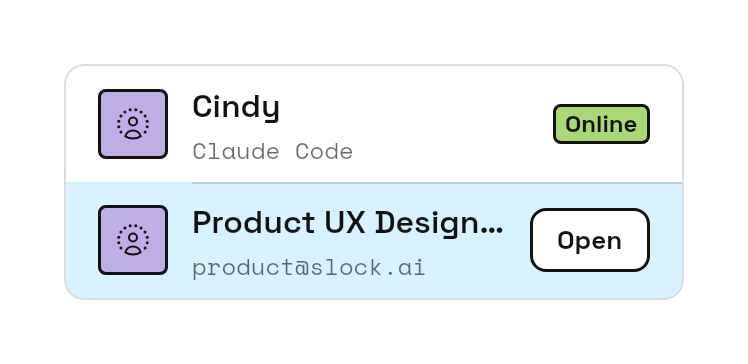 Cindy
Claude Code
Online
Product UX Design...
product@slock.ai
Open